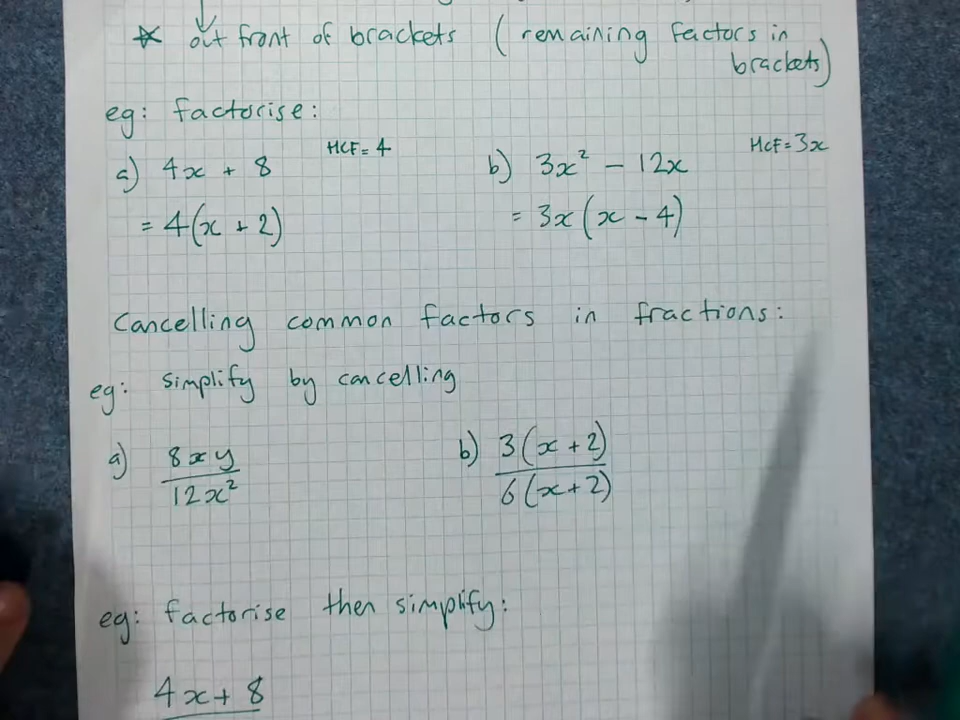 * out front of brackets (remaining factors in
brackets)
eg: factorise:
a) 4x + 8 HCF = 4
= 4(x + 2)
b) 3x² - 12x HCF = 3x
= 3x(x - 4)
Cancelling common factors in fractions:
eg: simplify by cancelling
a) 8xy
12x²
b) 3(x + 2)
6(x + 2)
eg: factorise then simplify:
4x + 8